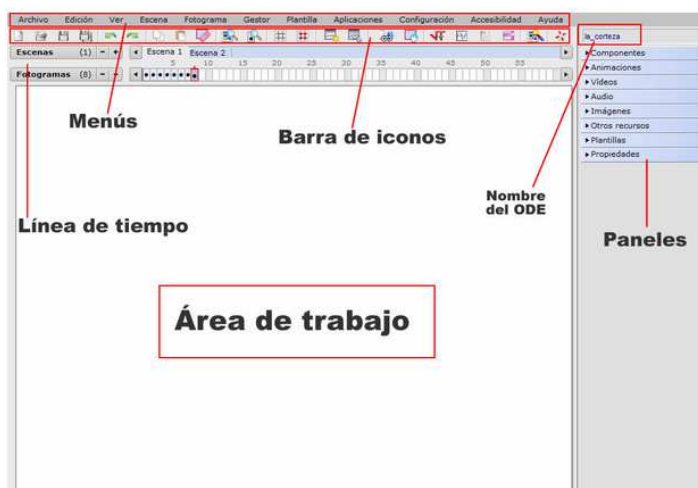 Archivo Edición Ver Escena Fotograma Gestor Plantilla Aplicaciones Configuración Accesibilidad Ayuda
la_corteza
Escenas (1) - + Escena 1 Escena 2
5 10 15 20 25 30 35 40 45 50 55
Fotogramas (8) - +
Componentes
Animaciones
Vídeos
Audio
Imágenes
Otros recursos
Plantillas
Propiedades
Menús
Barra de iconos
Nombre
del ODE
Línea de tiempo
Paneles
Área de trabajo